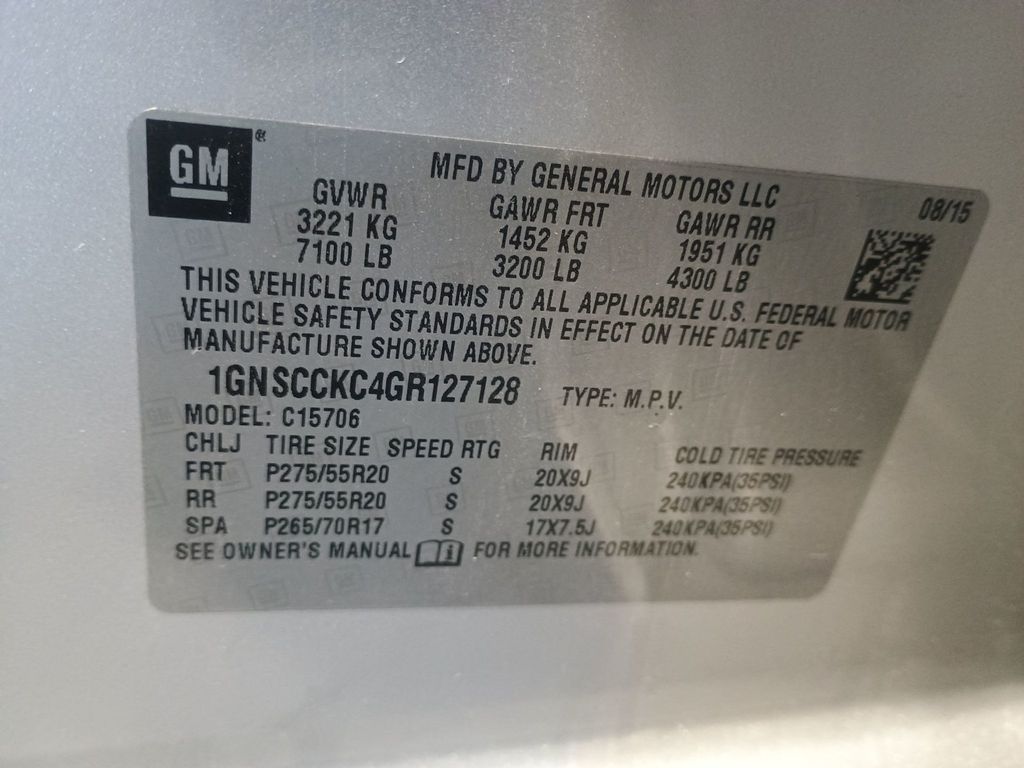 GM ®
MFD BY GENERAL MOTORS LLC
08/15
GVWR GAWR FRT GAWR RR
3221 KG 1452 KG 1951 KG
7100 LB 3200 LB 4300 LB
THIS VEHICLE CONFORMS TO ALL APPLICABLE U.S. FEDERAL MOTOR
VEHICLE SAFETY STANDARDS IN EFFECT ON THE DATE OF
MANUFACTURE SHOWN ABOVE.
1GNSCCKC4GR127128 TYPE: M.P.V.
MODEL: C15706
CHLJ TIRE SIZE SPEED RTG RIM COLD TIRE PRESSURE
FRT P275/55R20 S 20X9J 240KPA(35PSI)
RR P275/55R20 S 20X9J 240KPA(35PSI)
SPA P265/70R17 S 17X7.5J 240KPA(35PSI)
SEE OWNER'S MANUAL FOR MORE INFORMATION.